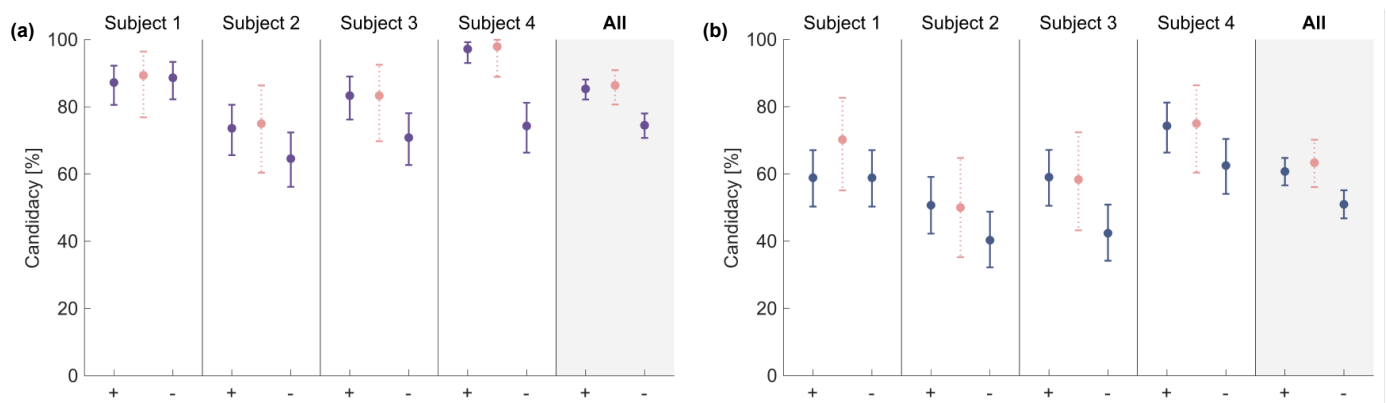 (a) Subject 1 Subject 2 Subject 3 Subject 4 All
Candidacy [%]
100
80
60
40
20
0
+ - + - + - + - + -
(b) Subject 1 Subject 2 Subject 3 Subject 4 All
Candidacy [%]
100
80
60
40
20
0
+ - + - + - + - + -